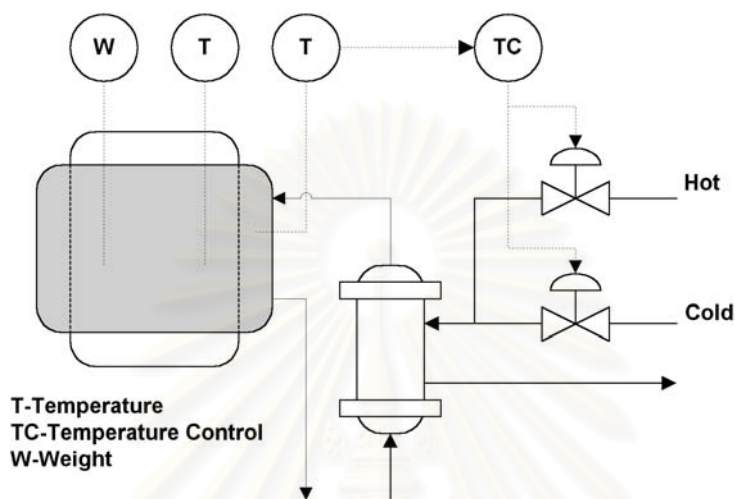 W
T
T
TC
Hot
Cold
T-Temperature
TC-Temperature Control
W-Weight